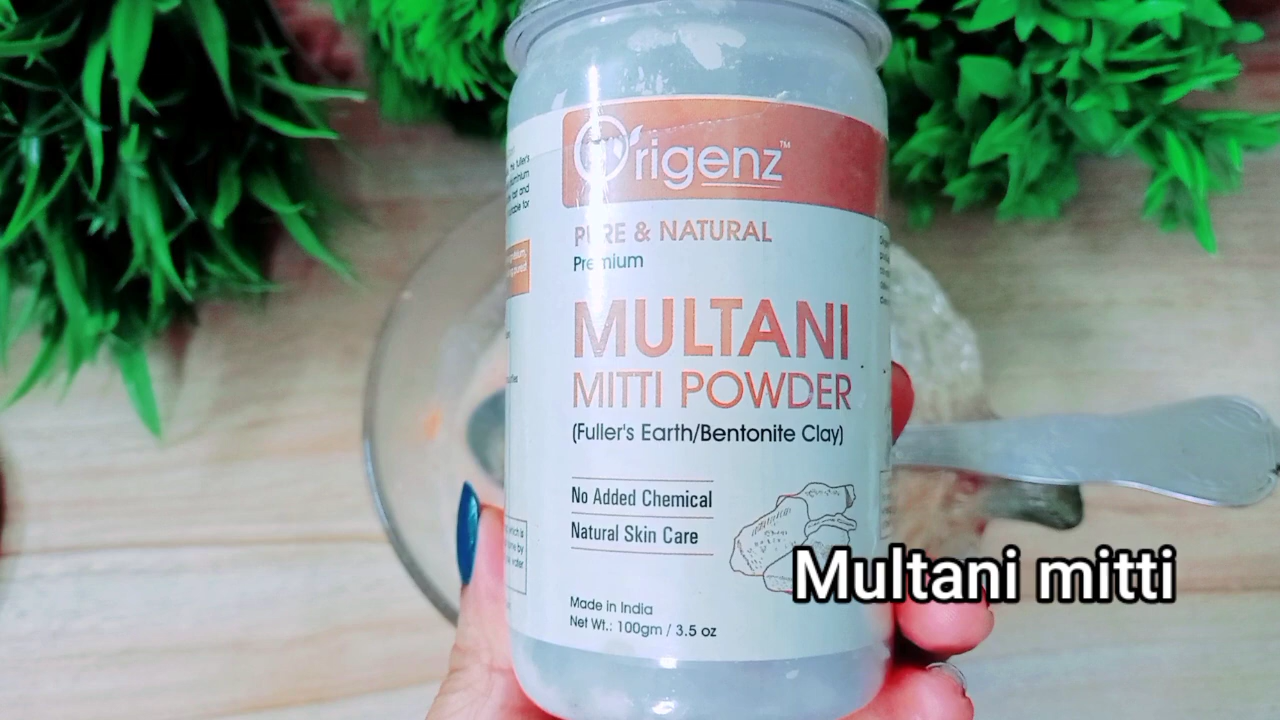 Origenz™
PURE & NATURAL
Premium
MULTANI
MITTI POWDER
(Fuller's Earth/Bentonite Clay)
No Added Chemical
Natural Skin Care
Multani mitti
Made in India
Net Wt.: 100gm / 3.5 oz